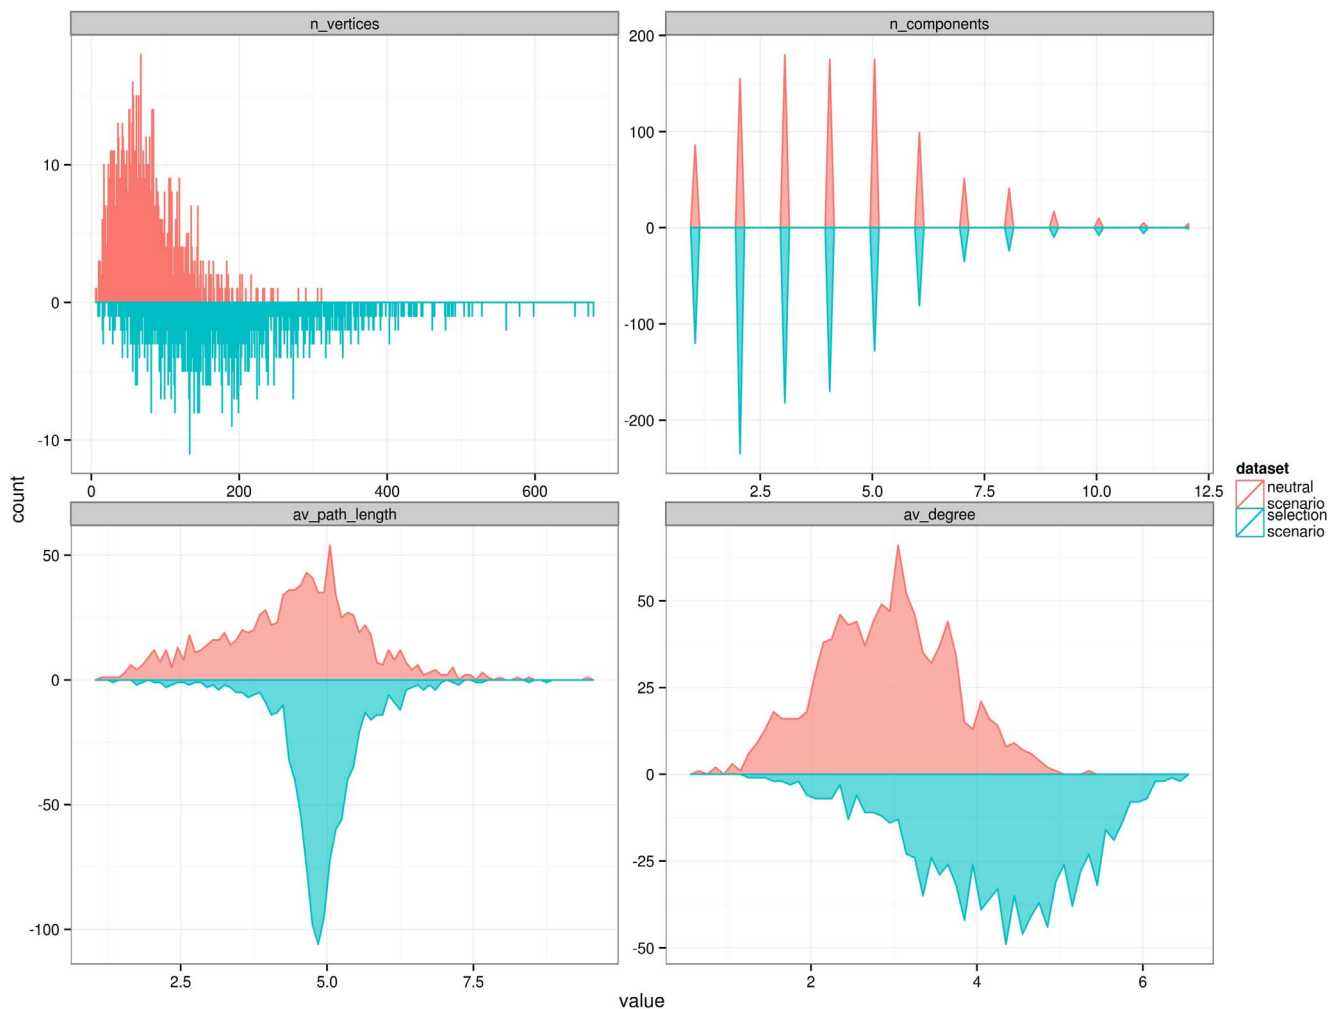 n_vertices
n_components
10
0
-10
0
200
400
600
200
100
0
-100
-200
2.5
5.0
7.5
10.0
12.5
count
av_path_length
av_degree
50
0
-50
-100
2.5
5.0
7.5
50
25
0
-25
-50
2
4
6
value
dataset
neutral
scenario
selection
scenario